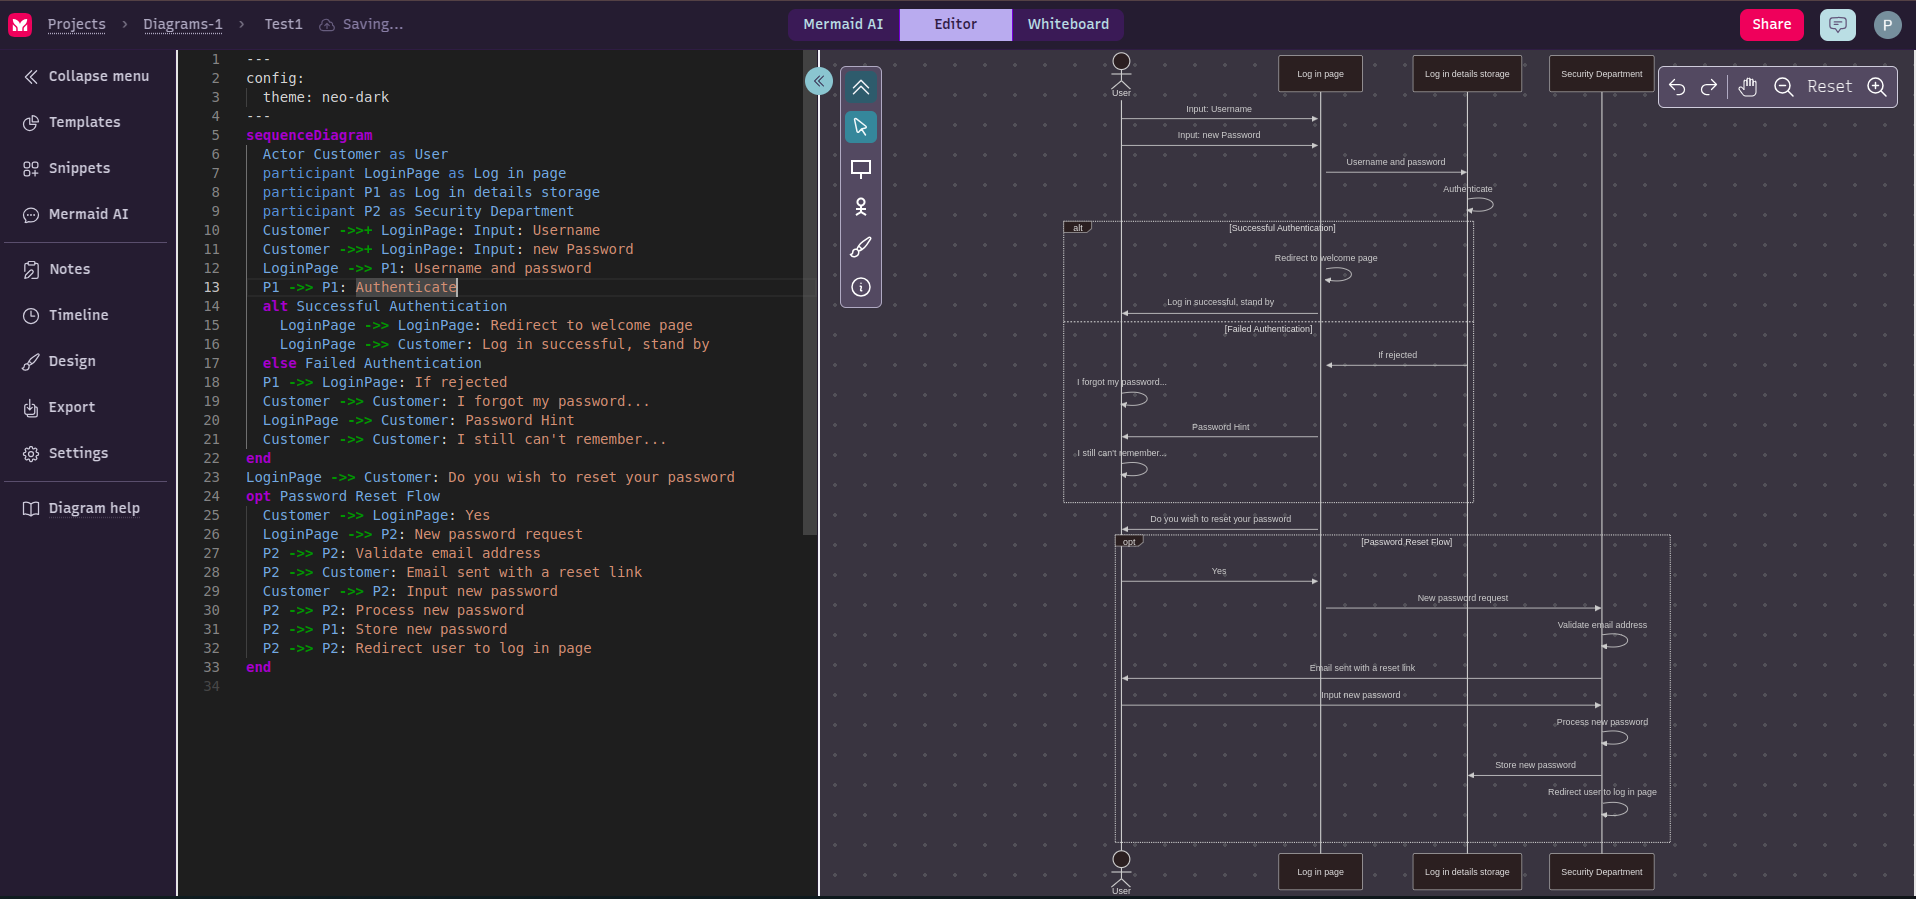 Projects › Diagrams-1 › Test1 Saving...
Mermaid AI Editor Whiteboard
Share P
Collapse menu
Templates
Snippets
Mermaid AI
Notes
Timeline
Design
Export
Settings
Diagram help
1 ---
2 config:
3 theme: neo-dark
4 ---
5 sequenceDiagram
6 Actor Customer as User
7 participant LoginPage as Log in page
8 participant P1 as Log in details storage
9 participant P2 as Security Department
10 Customer ->>+ LoginPage: Input: Username
11 Customer ->>+ LoginPage: Input: new Password
12 LoginPage ->> P1: Username and password
13 P1 ->> P1: Authenticate
14 alt Successful Authentication
15 LoginPage ->> LoginPage: Redirect to welcome page
16 LoginPage ->> Customer: Log in successful, stand by
17 else Failed Authentication
18 P1 ->> LoginPage: If rejected
19 Customer ->> Customer: I forgot my password...
20 LoginPage ->> Customer: Password Hint
21 Customer ->> Customer: I still can't remember...
22 end
23 LoginPage ->> Customer: Do you wish to reset your password
24 opt Password Reset Flow
25 Customer ->> LoginPage: Yes
26 LoginPage ->> P2: New password request
27 P2 ->> P2: Validate email address
28 P2 ->> Customer: Email sent with a reset link
29 Customer ->> P2: Input new password
30 P2 ->> P2: Process new password
31 P2 ->> P1: Store new password
32 P2 ->> P2: Redirect user to log in page
33 end
34
Reset
User Log in page Log in details storage Security Department
Input: Username
Input: new Password
Username and password
Authenticate
alt [Successful Authentication]
Redirect to welcome page
Log in successful, stand by
[Failed Authentication]
If rejected
I forgot my password...
Password Hint
I still can't remember...
Do you wish to reset your password
opt [Password Reset Flow]
Yes
New password request
Validate email address
Email sent with a reset link
Input new password
Process new password
Store new password
Redirect user to log in page
User Log in page Log in details storage Security Department